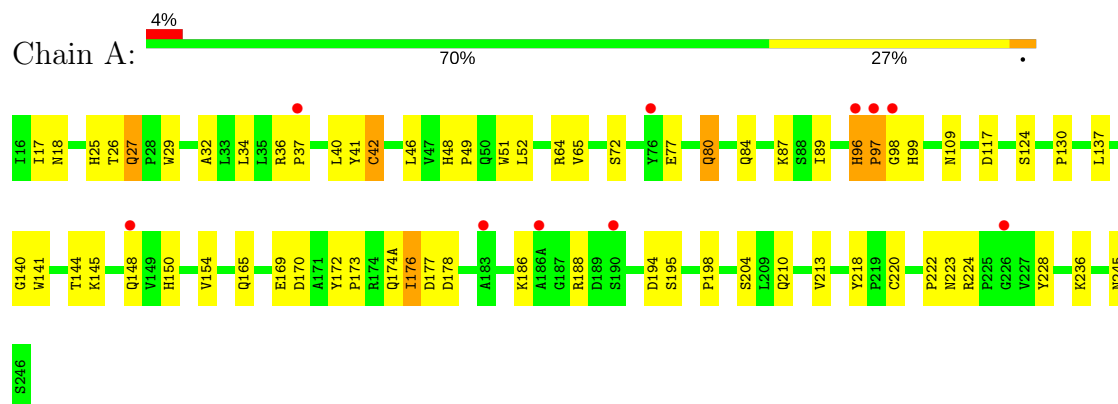 4%
Chain A:
70% 27% .
I16 I17 N18 H25 T26 Q27 P28 W29 A32 L33 L34 L35 R36 P37 L40 Y41 C42 L46 V47 H48 P49 Q50 W51 L52 R64 V65 S72 Y76 E77 Q80 Q84 K87 S88 I89 H96 P97 G98 H99 N109 D117 S124 P130 L137
G140 W141 T144 K145 Q148 V149 H150 V154 Q165 E169 D170 A171 Y172 P173 R174 Q174A I176 D177 D178 A183 K186 A186A G187 R188 D189 S190 D194 S195 P198 S204 L209 Q210 V213 Y218 P219 C220 P222 N223 R224 P225 G226 V227 Y228 K236 N245
S246